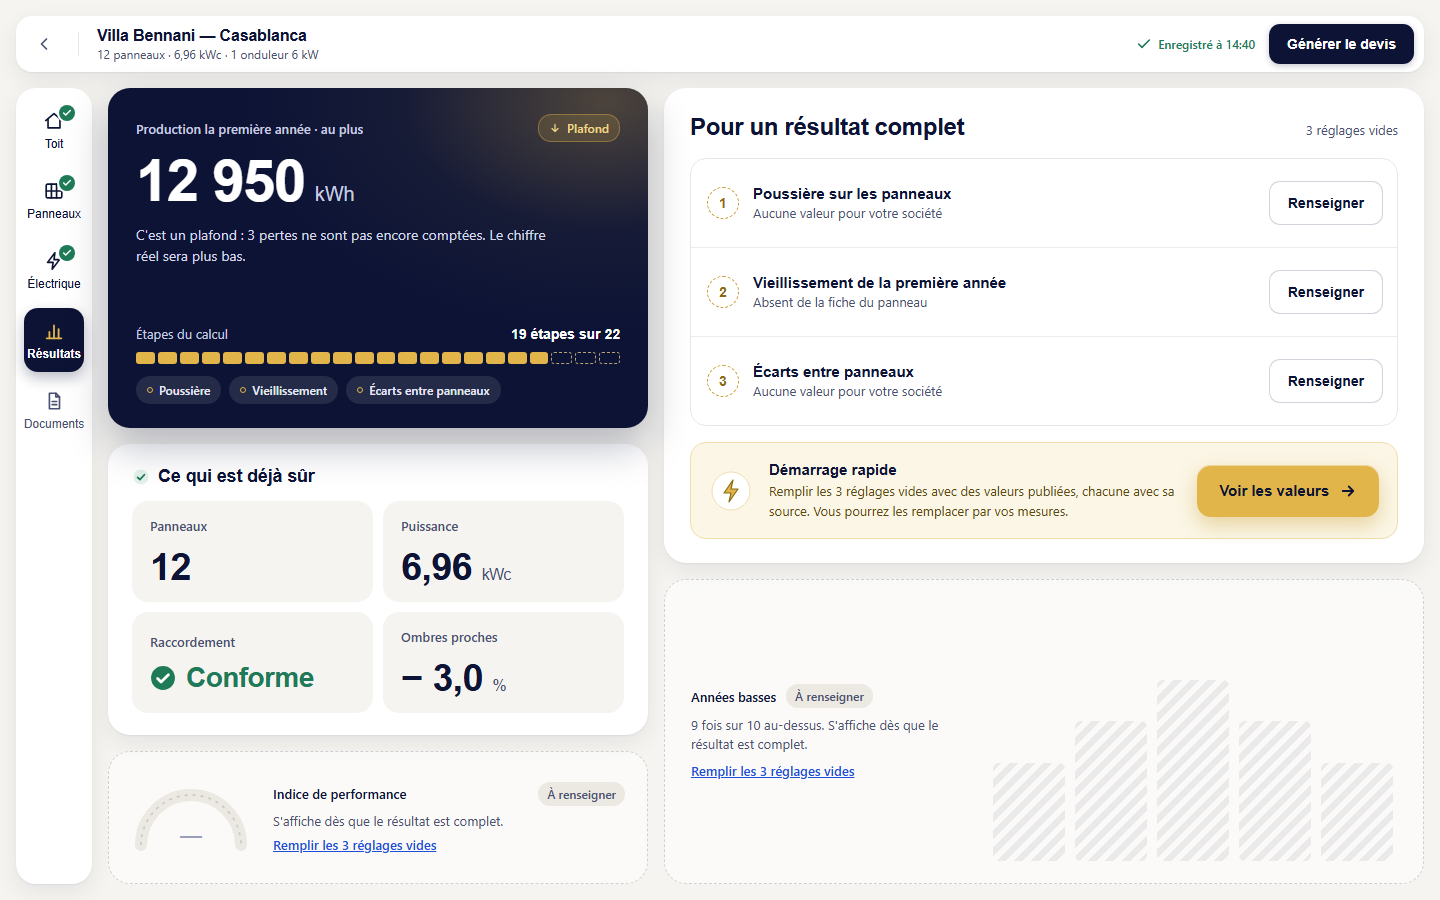 Villa Bennani — Casablanca
12 panneaux · 6,96 kWc · 1 onduleur 6 kW
Enregistré à 14:40
Générer le devis
Toit
Panneaux
Électrique
Résultats
Documents
Production la première année · au plus
Plafond
12 950 kWh
C'est un plafond : 3 pertes ne sont pas encore comptées. Le chiffre
réel sera plus bas.
Étapes du calcul
19 étapes sur 22
Poussière
Vieillissement
Écarts entre panneaux
Ce qui est déjà sûr
Panneaux
12
Puissance
6,96 kWc
Raccordement
Conforme
Ombres proches
− 3,0 %
Indice de performance
À renseigner
S'affiche dès que le résultat est complet.
Remplir les 3 réglages vides
Pour un résultat complet
3 réglages vides
1
Poussière sur les panneaux
Aucune valeur pour votre société
Renseigner
2
Vieillissement de la première année
Absent de la fiche du panneau
Renseigner
3
Écarts entre panneaux
Aucune valeur pour votre société
Renseigner
Démarrage rapide
Remplir les 3 réglages vides avec des valeurs publiées, chacune avec sa
source. Vous pourrez les remplacer par vos mesures.
Voir les valeurs
Années basses
À renseigner
9 fois sur 10 au-dessus. S'affiche dès que le
résultat est complet.
Remplir les 3 réglages vides